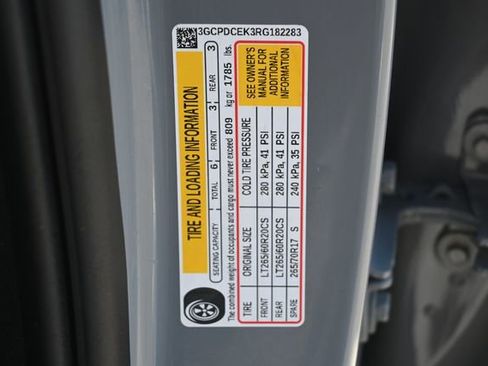 3GCPDCEK3RG182283
TIRE AND LOADING INFORMATION
SEATING CAPACITY TOTAL 6 FRONT 3 REAR 3
The combined weight of occupants and cargo must never exceed 809 kg or 1785 lbs.
TIRE ORIGINAL SIZE COLD TIRE PRESSURE
FRONT LT265/60R20CS 280 kPa, 41 PSI
REAR LT265/60R20CS 280 kPa, 41 PSI
SPARE 265/70R17 S 240 kPa, 35 PSI
SEE OWNER'S
MANUAL FOR
ADDITIONAL
INFORMATION